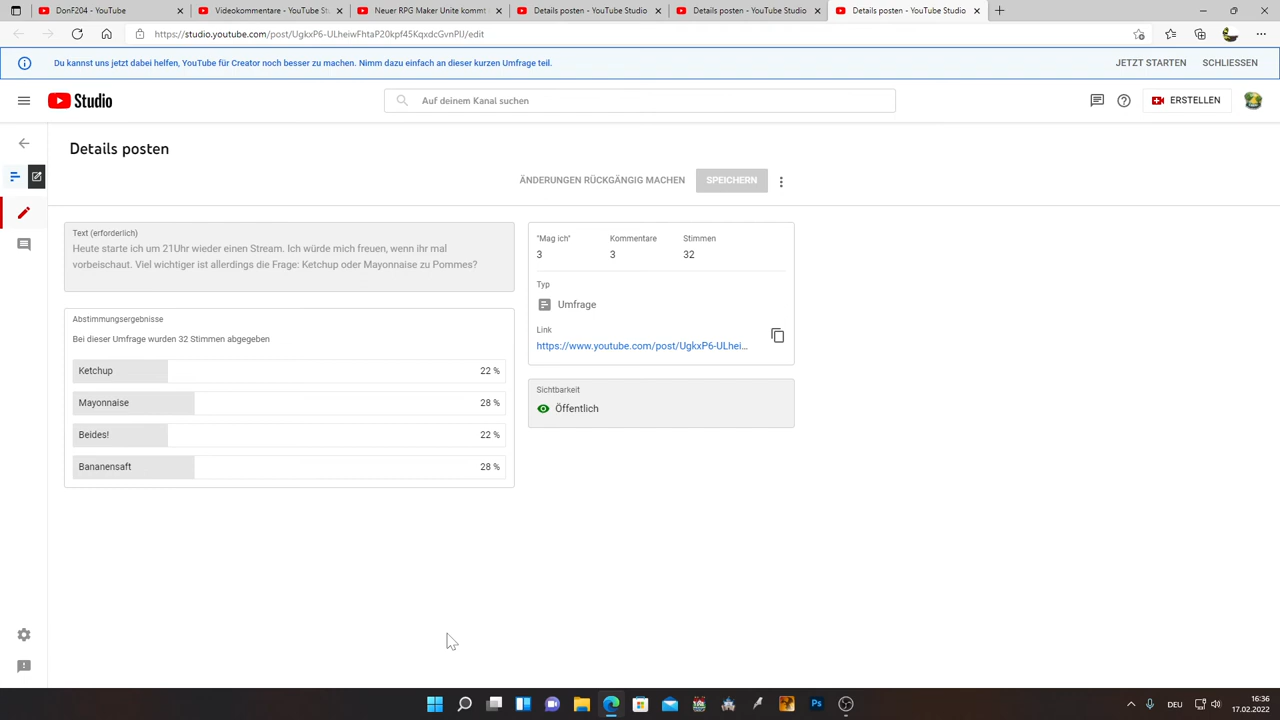 DonF204 - YouTube
Videokommentare - YouTube St
Neuer RPG Maker Unite kommt
Details posten - YouTube Studio
Details posten - YouTube Studio
Details posten - YouTube Studio
https://studio.youtube.com/post/UgkxP6-ULheiwFhtaP20kpf45KqxdcGvnPIJ/edit
Du kannst uns jetzt dabei helfen, YouTube für Creator noch besser zu machen. Nimm dazu einfach an dieser kurzen Umfrage teil.
JETZT STARTEN
SCHLIESSEN
Studio
Auf deinem Kanal suchen
ERSTELLEN
Details posten
ÄNDERUNGEN RÜCKGÄNGIG MACHEN
SPEICHERN
Text (erforderlich)
Heute starte ich um 21Uhr wieder einen Stream. Ich würde mich freuen, wenn ihr mal
vorbeischaut. Viel wichtiger ist allerdings die Frage: Ketchup oder Mayonnaise zu Pommes?
Abstimmungsergebnisse
Bei dieser Umfrage wurden 32 Stimmen abgegeben
Ketchup 22 %
Mayonnaise 28 %
Beides! 22 %
Bananensaft 28 %
"Mag ich" Kommentare Stimmen
3 3 32
Typ
Umfrage
Link
https://www.youtube.com/post/UgkxP6-ULhei...
Sichtbarkeit
Öffentlich
DEU
16:36
17.02.2022